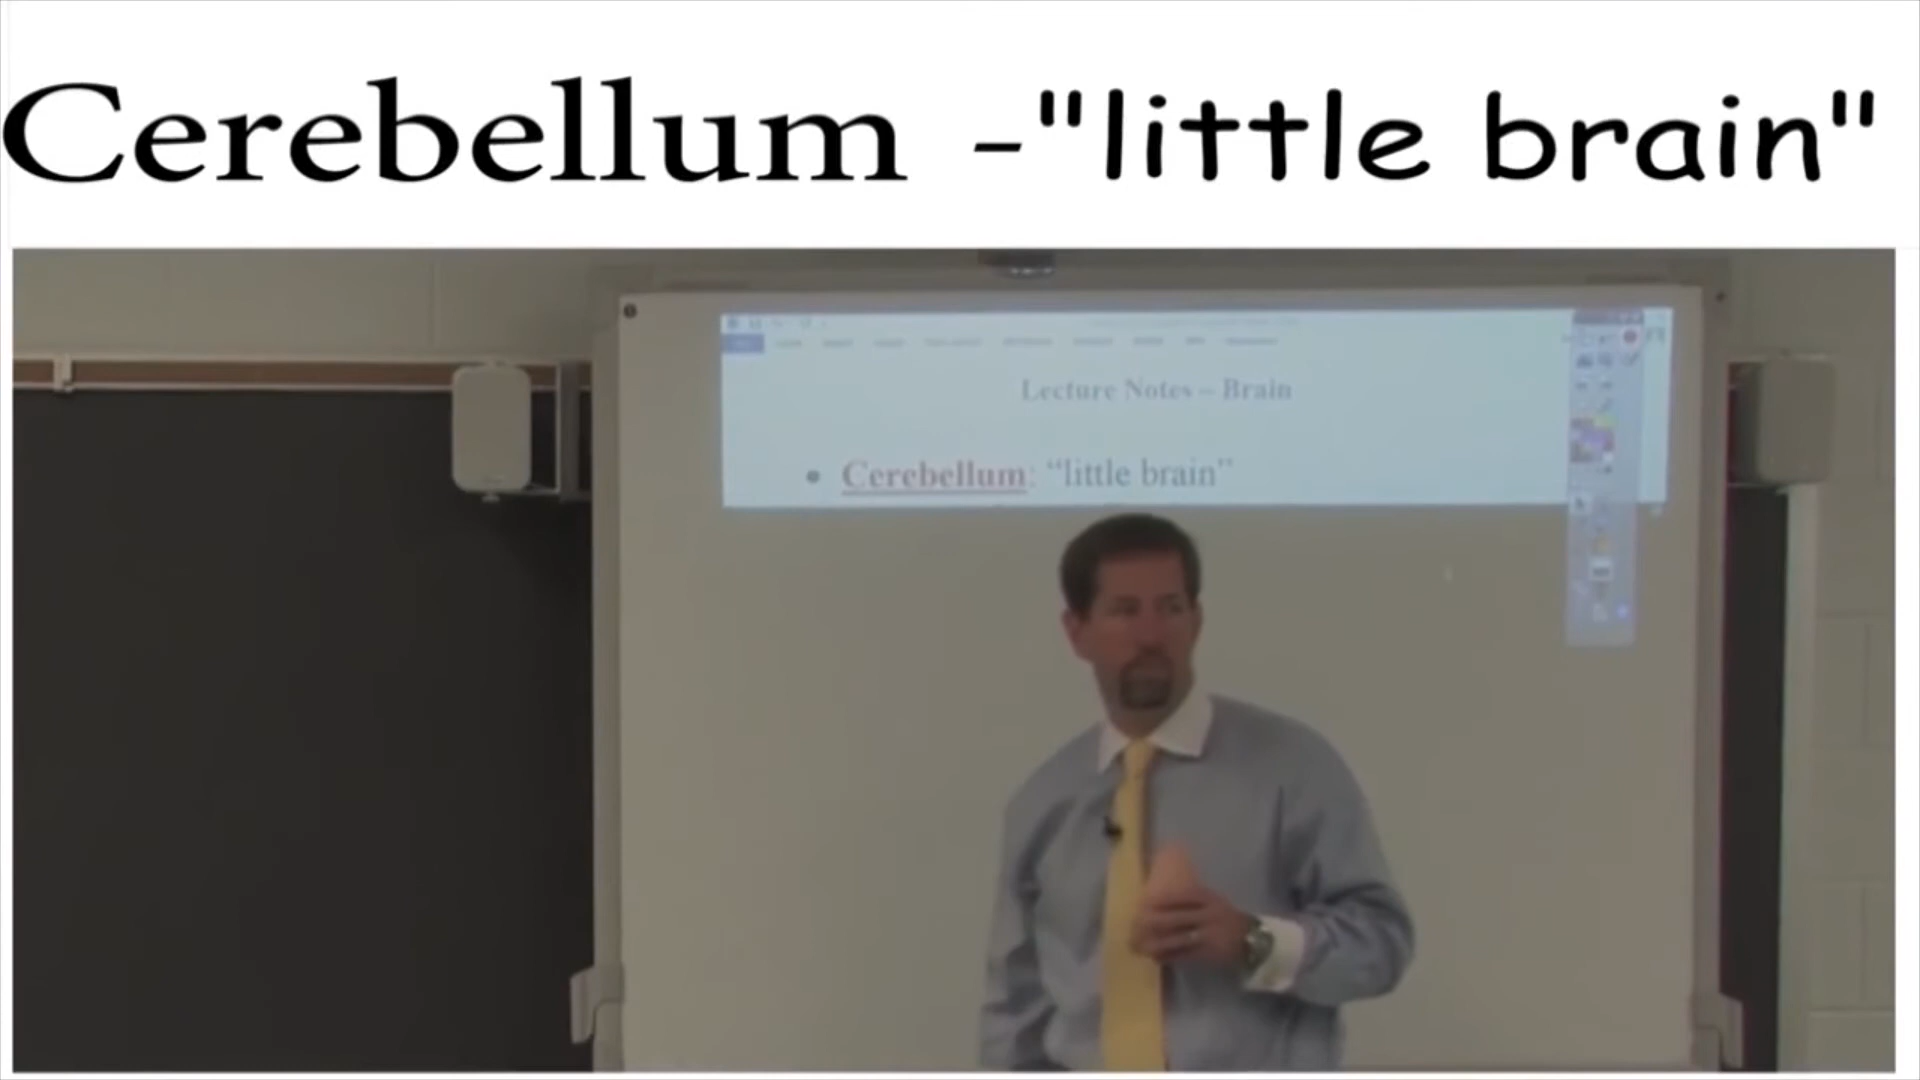 Cerebellum -"little brain"
Lecture Notes – Brain
• Cerebellum: “little brain”